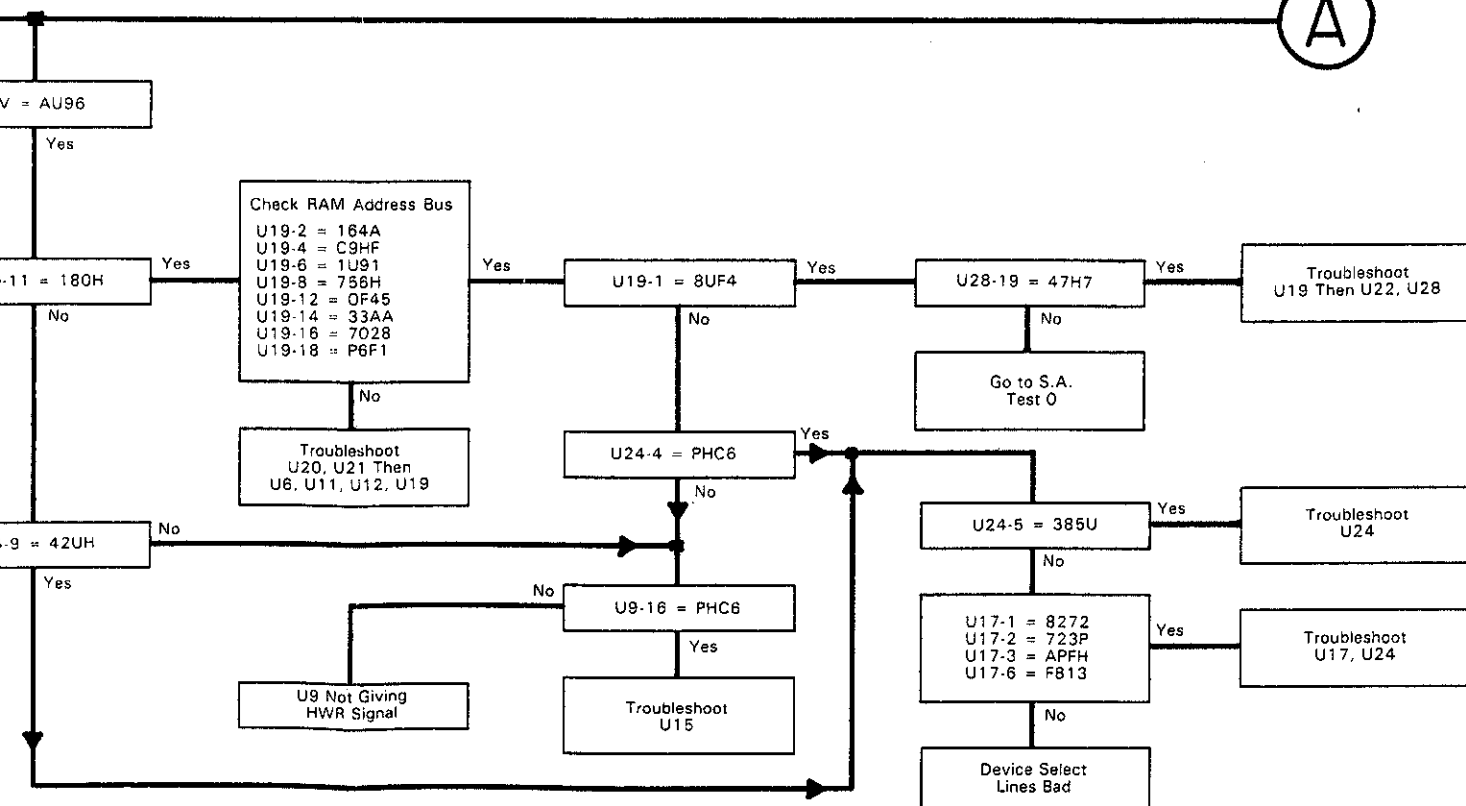 A
V = AU96
Yes
Check RAM Address Bus
U19-2 = 164A
U19-4 = C9HF
U19-6 = 1U91
U19-8 = 756H
U19-12 = 0F45
U19-14 = 33AA
U19-16 = 7028
U19-18 = P6F1
-11 = 180H
Yes
No
Yes
U19-1 = 8UF4
Yes
No
U28-19 = 47H7
Yes
No
Troubleshoot
U19 Then U22, U28
Go to S.A.
Test 0
No
Troubleshoot
U20, U21 Then
U6, U11, U12, U19
U24-4 = PHC6
Yes
No
-9 = 42UH
No
Yes
U24-5 = 385U
Yes
No
Troubleshoot
U24
No
U9-16 = PHC6
Yes
U17-1 = 8272
U17-2 = 723P
U17-3 = APFH
U17-6 = F813
Yes
No
Troubleshoot
U17, U24
U9 Not Giving
HWR Signal
Troubleshoot
U15
Device Select
Lines Bad